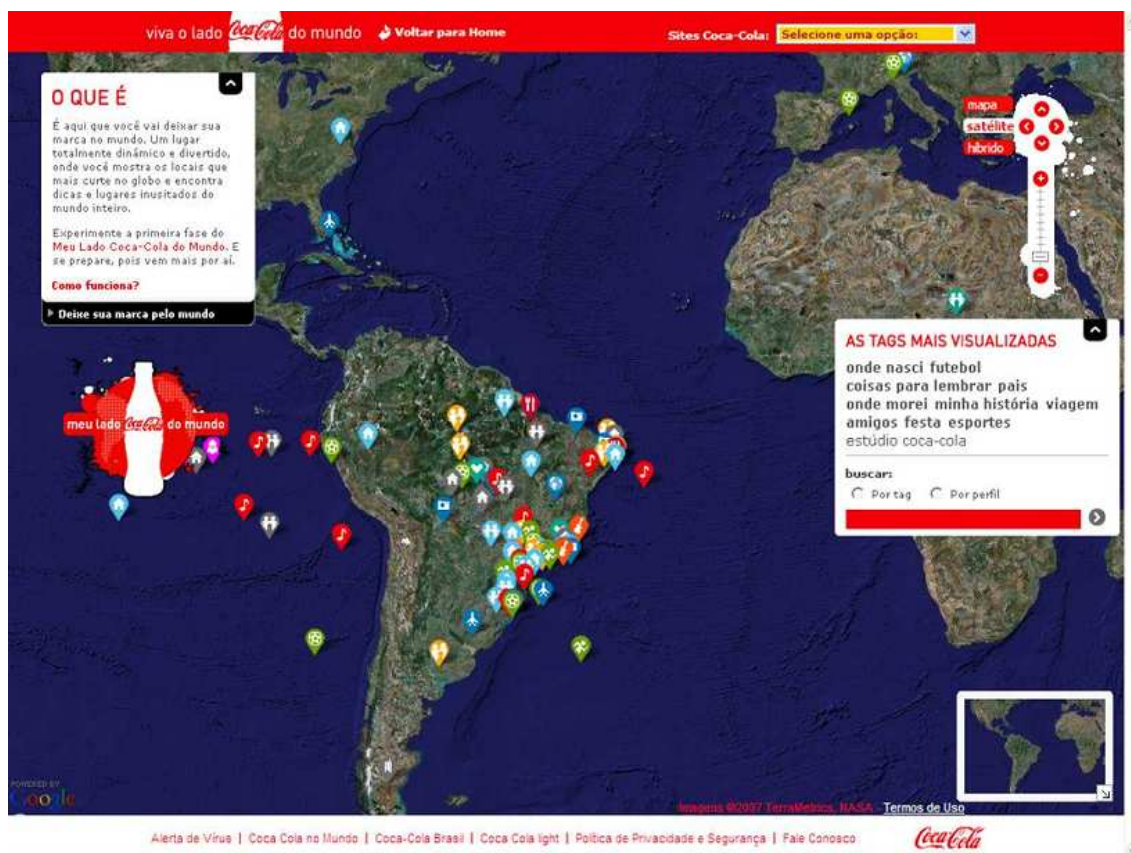 viva o lado Coca-Cola do mundo
Voltar para Home
Sites Coca-Cola: Selecione uma opção:
O QUE É
É aqui que você vai deixar sua
marca no mundo. Um lugar
totalmente dinâmico e divertido,
onde você mostra os locais que
mais curte no globo e encontra
dicas e lugares inusitados do
mundo inteiro.
Experimente a primeira fase do
Meu Lado Coca-Cola do Mundo. E
se prepare, pois vem mais por aí.
Como funciona?
Deixe sua marca pelo mundo
mapa
satélite
híbrido
meu lado Coca-Cola do mundo
AS TAGS MAIS VISUALIZADAS
onde nasci futebol
coisas para lembrar pais
onde morei minha história viagem
amigos festa esportes
estúdio coca-cola
buscar:
Por tag Por perfil
POWERED BY
Google
Imagens ©2007 TerraMetrics, NASA - Termos de Uso
Alerta de Vírus | Coca Cola no Mundo | Coca-Cola Brasil | Coca Cola light | Política de Privacidade e Segurança | Fale Conosco
Coca-Cola